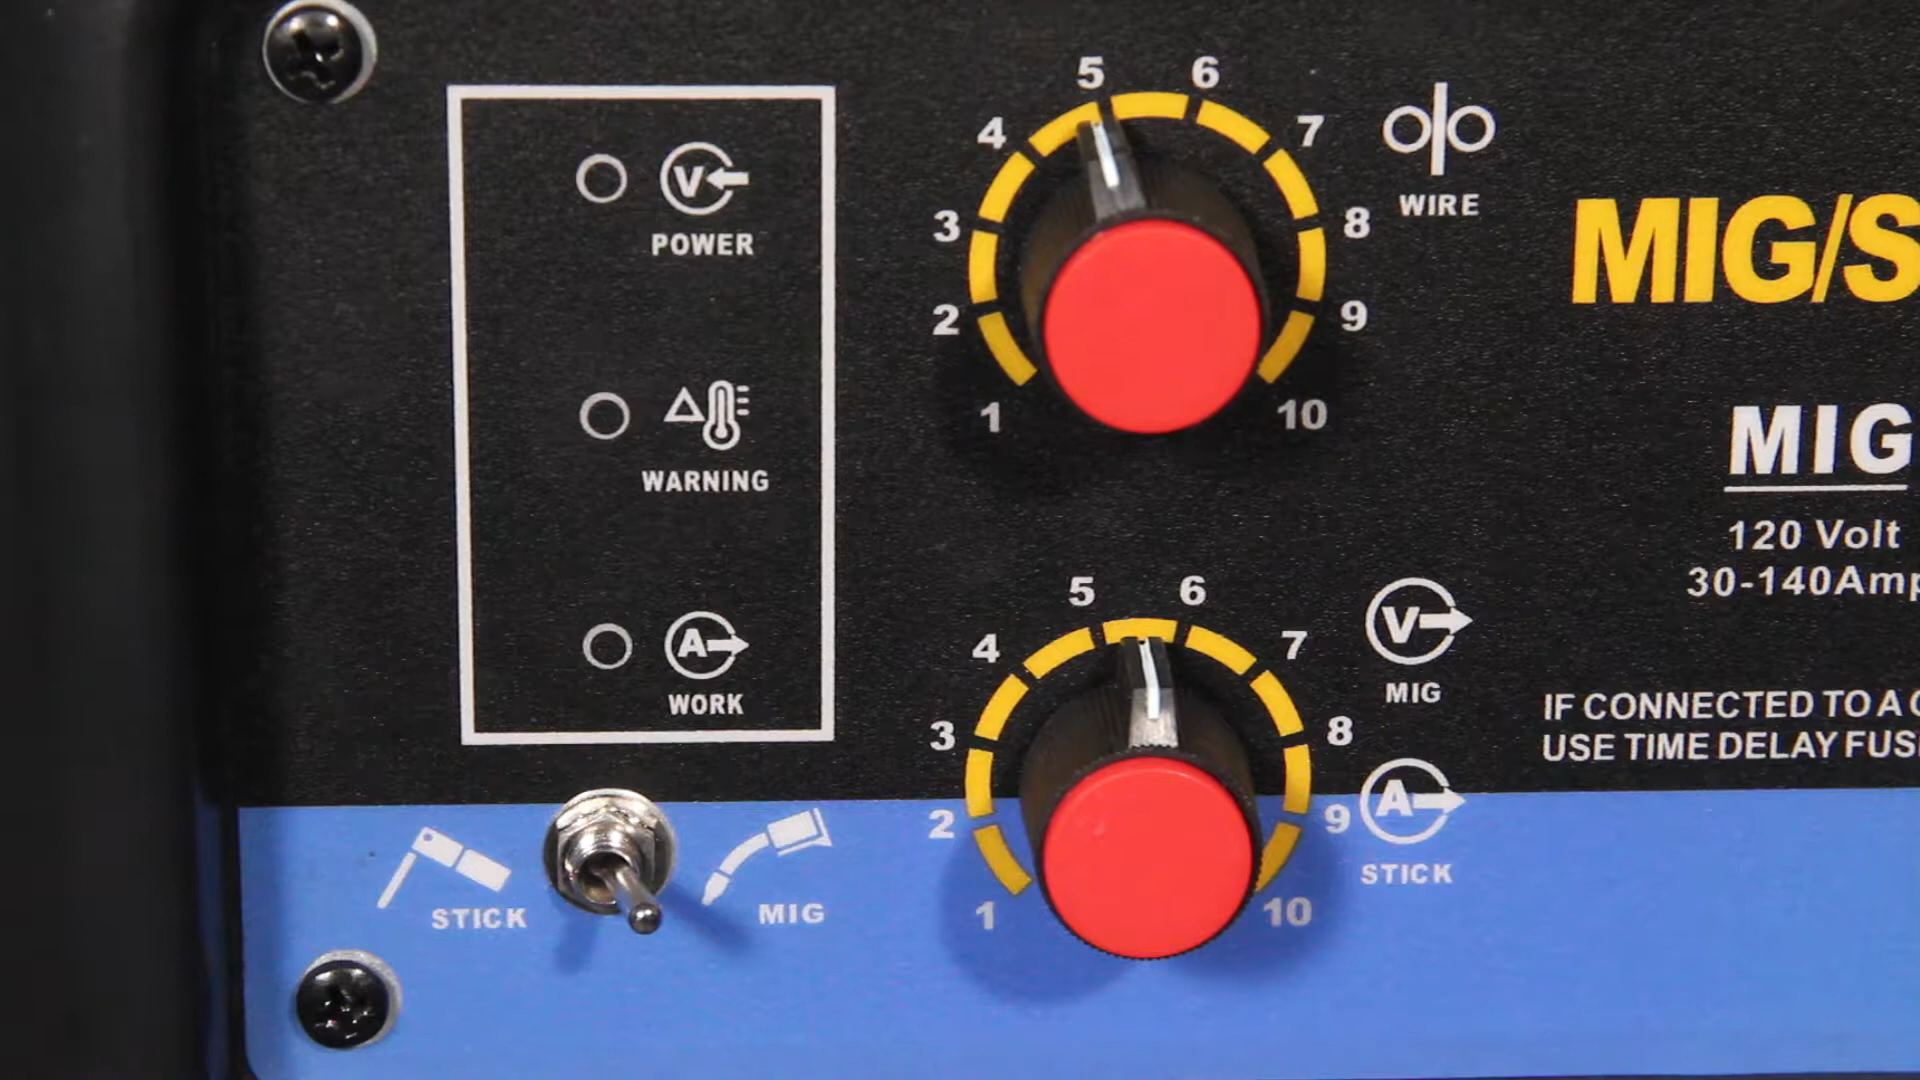 POWER
WARNING
WORK
STICK
MIG
1 2 3 4 5 6 7 8 9 10
WIRE
1 2 3 4 5 6 7 8 9 10
MIG
STICK
V
A
V
A
MIG/S
MIG
120 Volt
30-140Amp
IF CONNECTED TO A
USE TIME DELAY